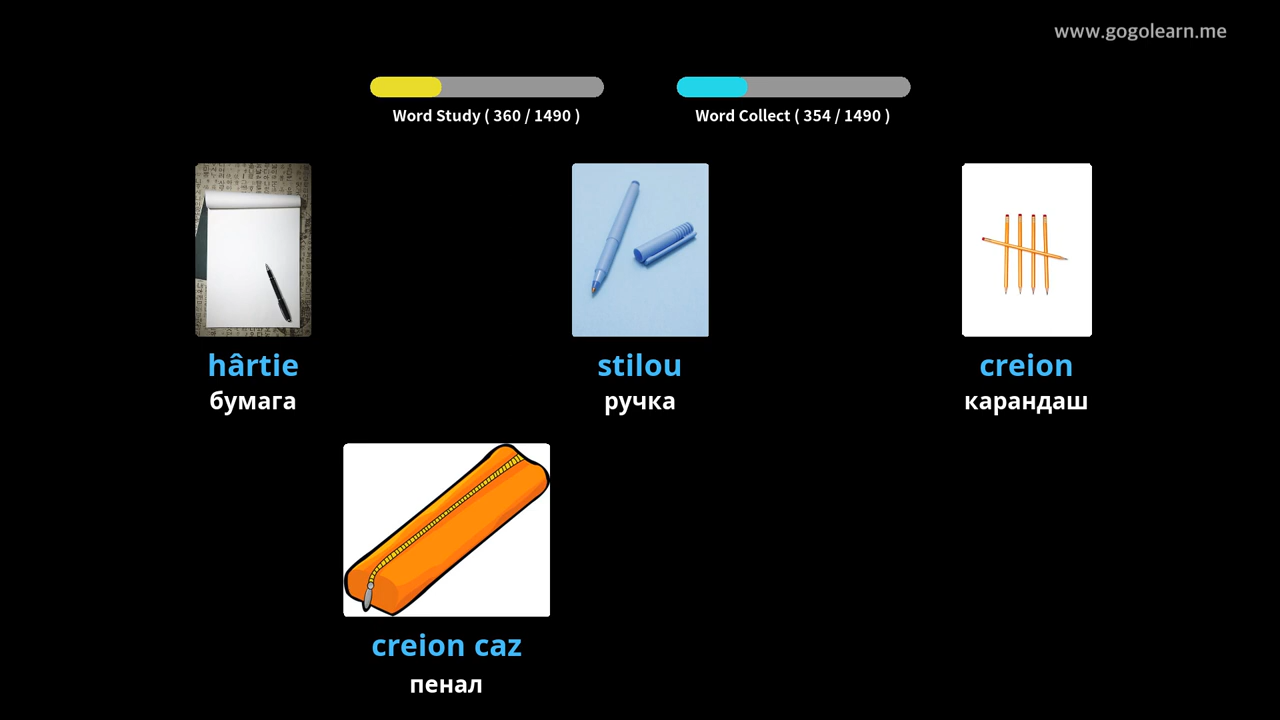 www.gogolearn.me
Word Study ( 360 / 1490 )
Word Collect ( 354 / 1490 )
hârtie
бумага
stilou
ручка
creion
карандаш
creion caz
пенал